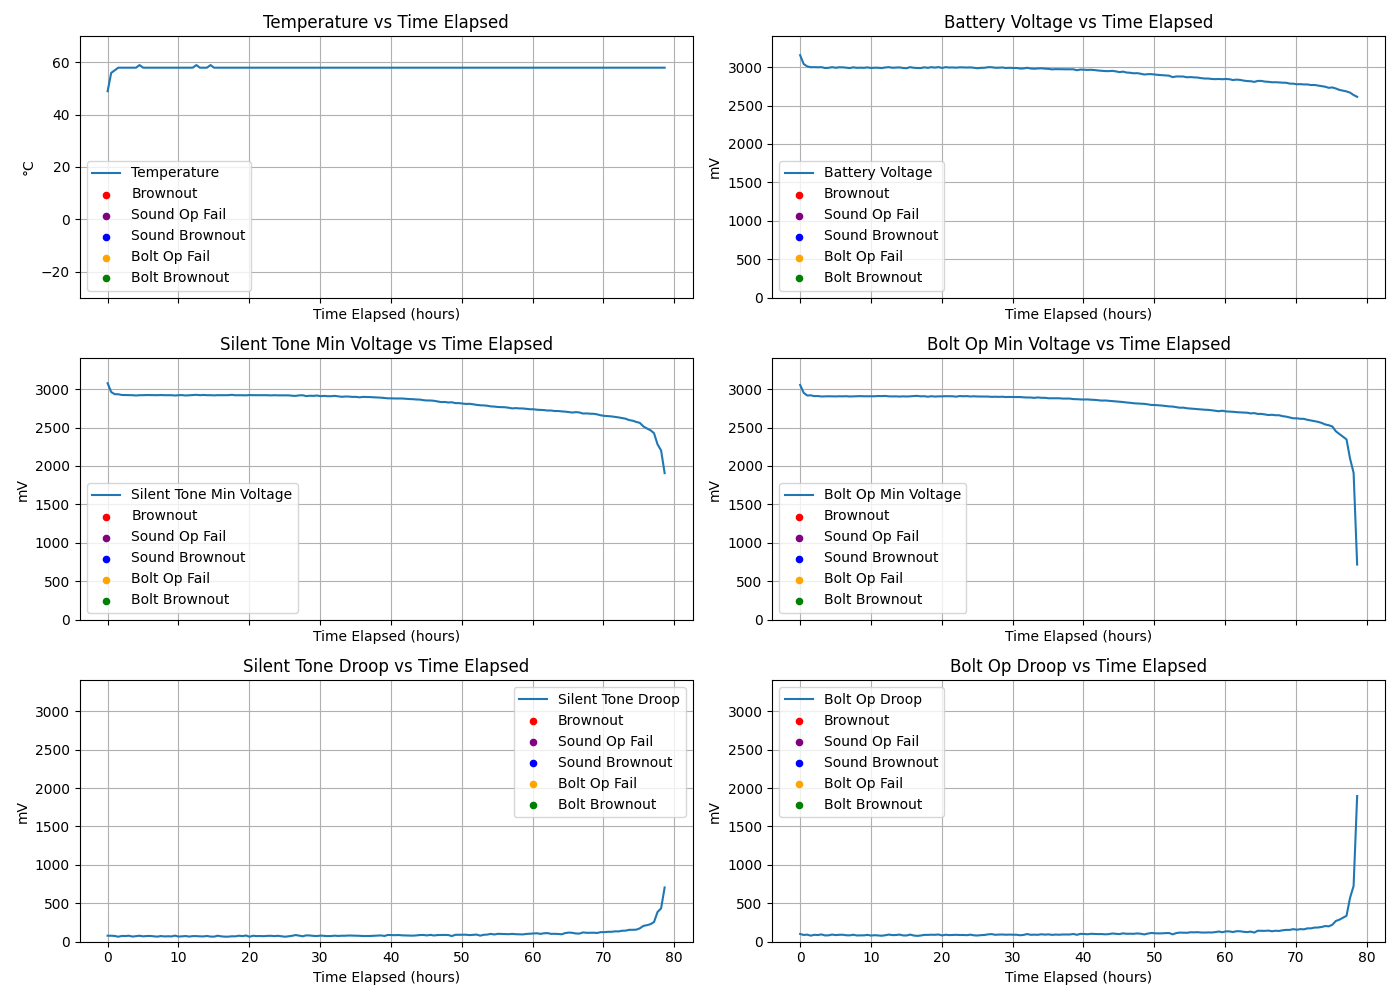 Temperature vs Time Elapsed
60
40
20
0
−20
°C
Temperature
Brownout
Sound Op Fail
Sound Brownout
Bolt Op Fail
Bolt Brownout
Time Elapsed (hours)
Battery Voltage vs Time Elapsed
3000
2500
2000
1500
1000
500
0
mV
Battery Voltage
Brownout
Sound Op Fail
Sound Brownout
Bolt Op Fail
Bolt Brownout
Time Elapsed (hours)
Silent Tone Min Voltage vs Time Elapsed
3000
2500
2000
1500
1000
500
0
mV
Silent Tone Min Voltage
Brownout
Sound Op Fail
Sound Brownout
Bolt Op Fail
Bolt Brownout
Time Elapsed (hours)
Bolt Op Min Voltage vs Time Elapsed
3000
2500
2000
1500
1000
500
0
mV
Bolt Op Min Voltage
Brownout
Sound Op Fail
Sound Brownout
Bolt Op Fail
Bolt Brownout
Time Elapsed (hours)
Silent Tone Droop vs Time Elapsed
3000
2500
2000
1500
1000
500
0
mV
Silent Tone Droop
Brownout
Sound Op Fail
Sound Brownout
Bolt Op Fail
Bolt Brownout
0 10 20 30 40 50 60 70 80
Time Elapsed (hours)
Bolt Op Droop vs Time Elapsed
3000
2500
2000
1500
1000
500
0
mV
Bolt Op Droop
Brownout
Sound Op Fail
Sound Brownout
Bolt Op Fail
Bolt Brownout
0 10 20 30 40 50 60 70 80
Time Elapsed (hours)